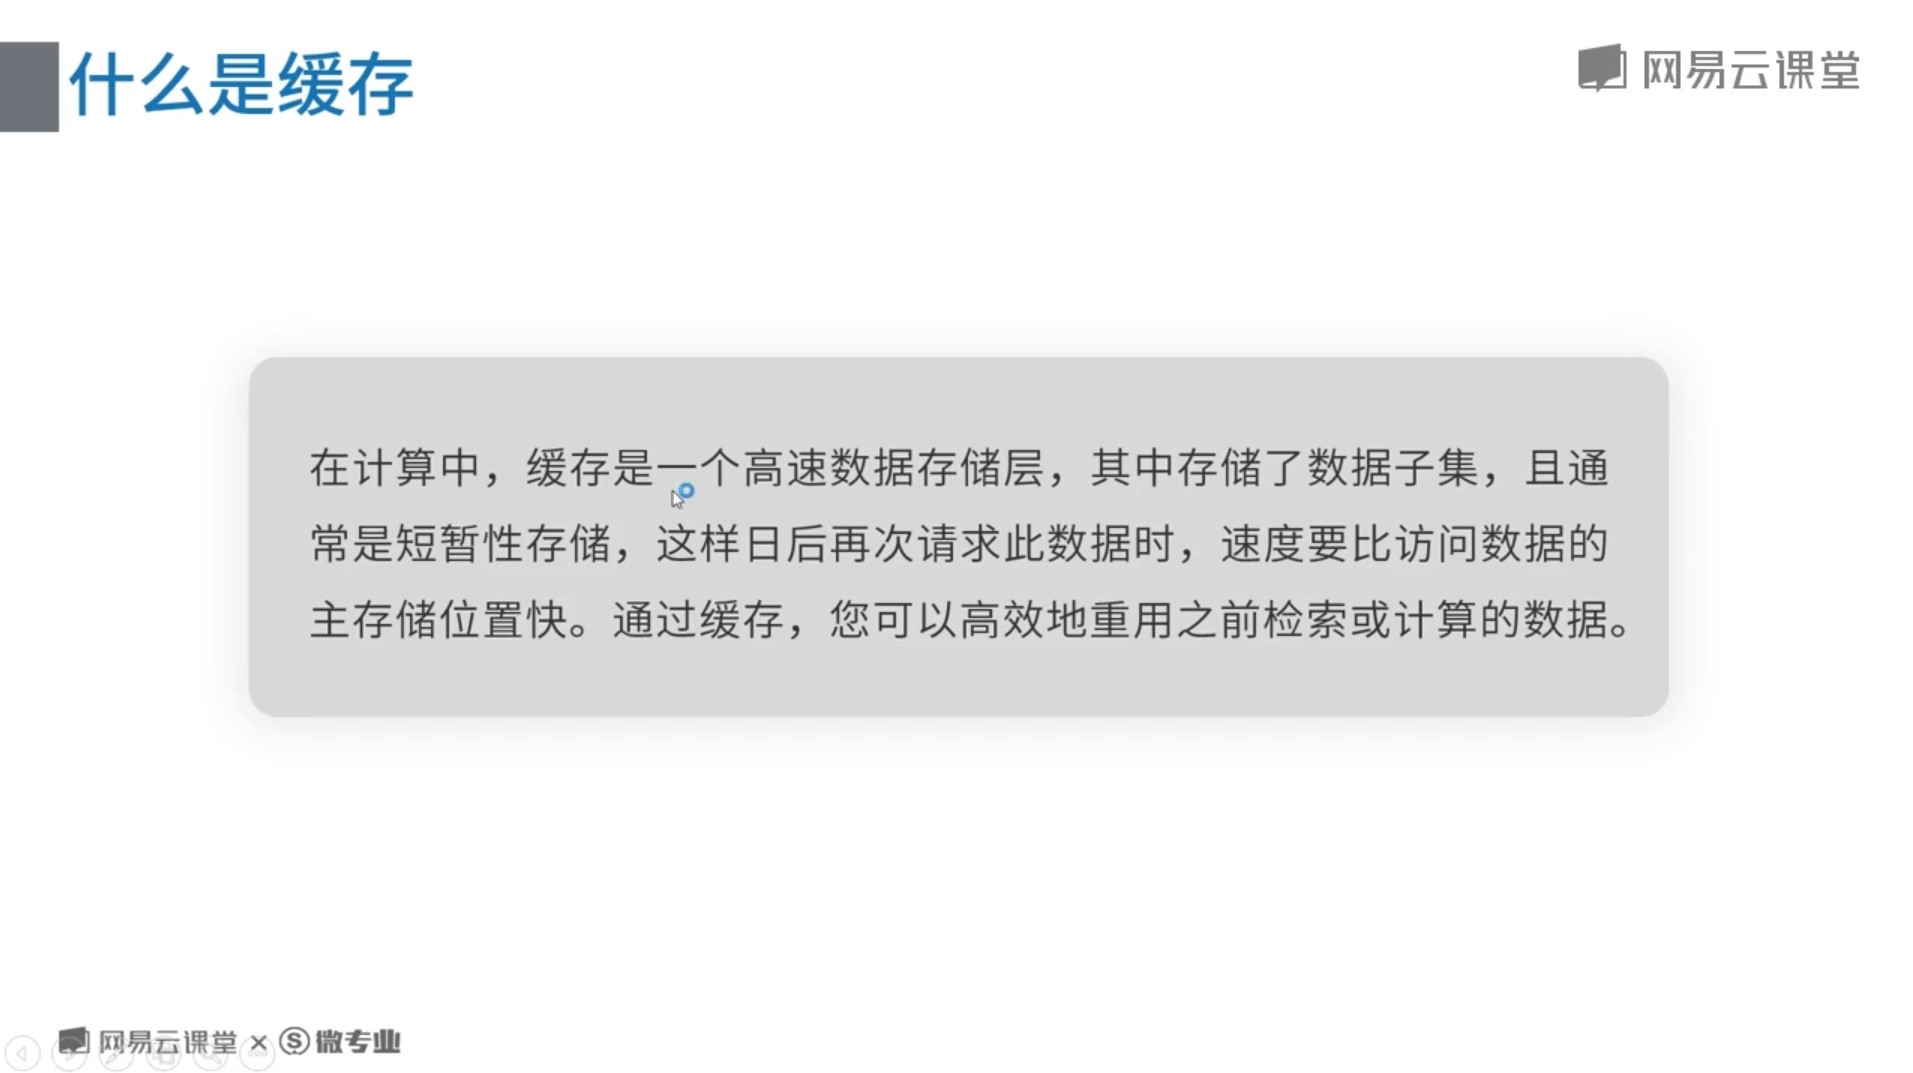 什么是缓存
网易云课堂
在计算中，缓存是一个高速数据存储层，其中存储了数据子集，且通
常是短暂性存储，这样日后再次请求此数据时，速度要比访问数据的
主存储位置快。通过缓存，您可以高效地重用之前检索或计算的数据。
网易云课堂 × 微专业